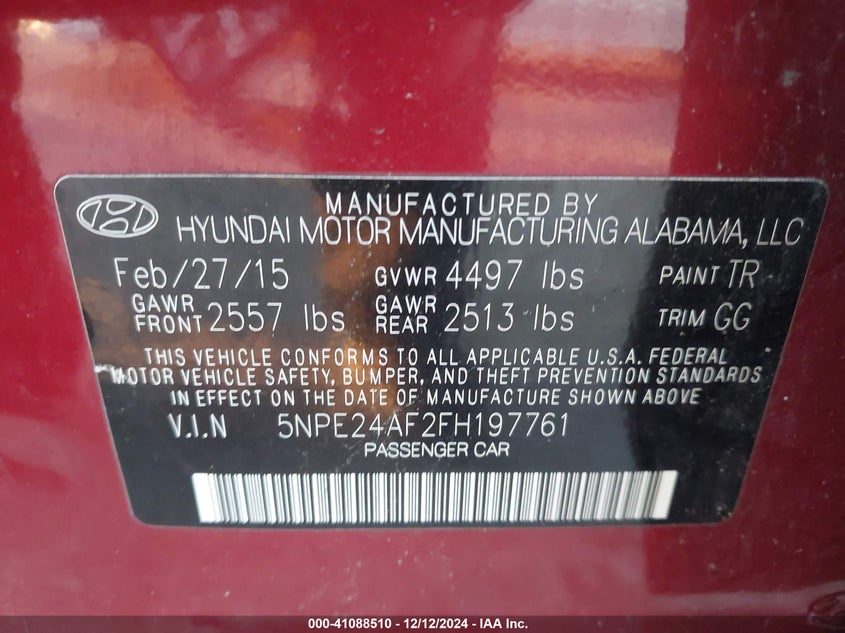 MANUFACTURED BY
HYUNDAI MOTOR MANUFACTURING ALABAMA, LLC
Feb/27/15 GVWR 4497 lbs PAINT TR
GAWR FRONT 2557 lbs GAWR REAR 2513 lbs TRIM GG
THIS VEHICLE CONFORMS TO ALL APPLICABLE U.S.A. FEDERAL
MOTOR VEHICLE SAFETY, BUMPER, AND THEFT PREVENTION STANDARDS
IN EFFECT ON THE DATE OF MANUFACTURE SHOWN ABOVE
V.I.N 5NPE24AF2FH197761
PASSENGER CAR
000-41088510 - 12/12/2024 - IAA Inc.